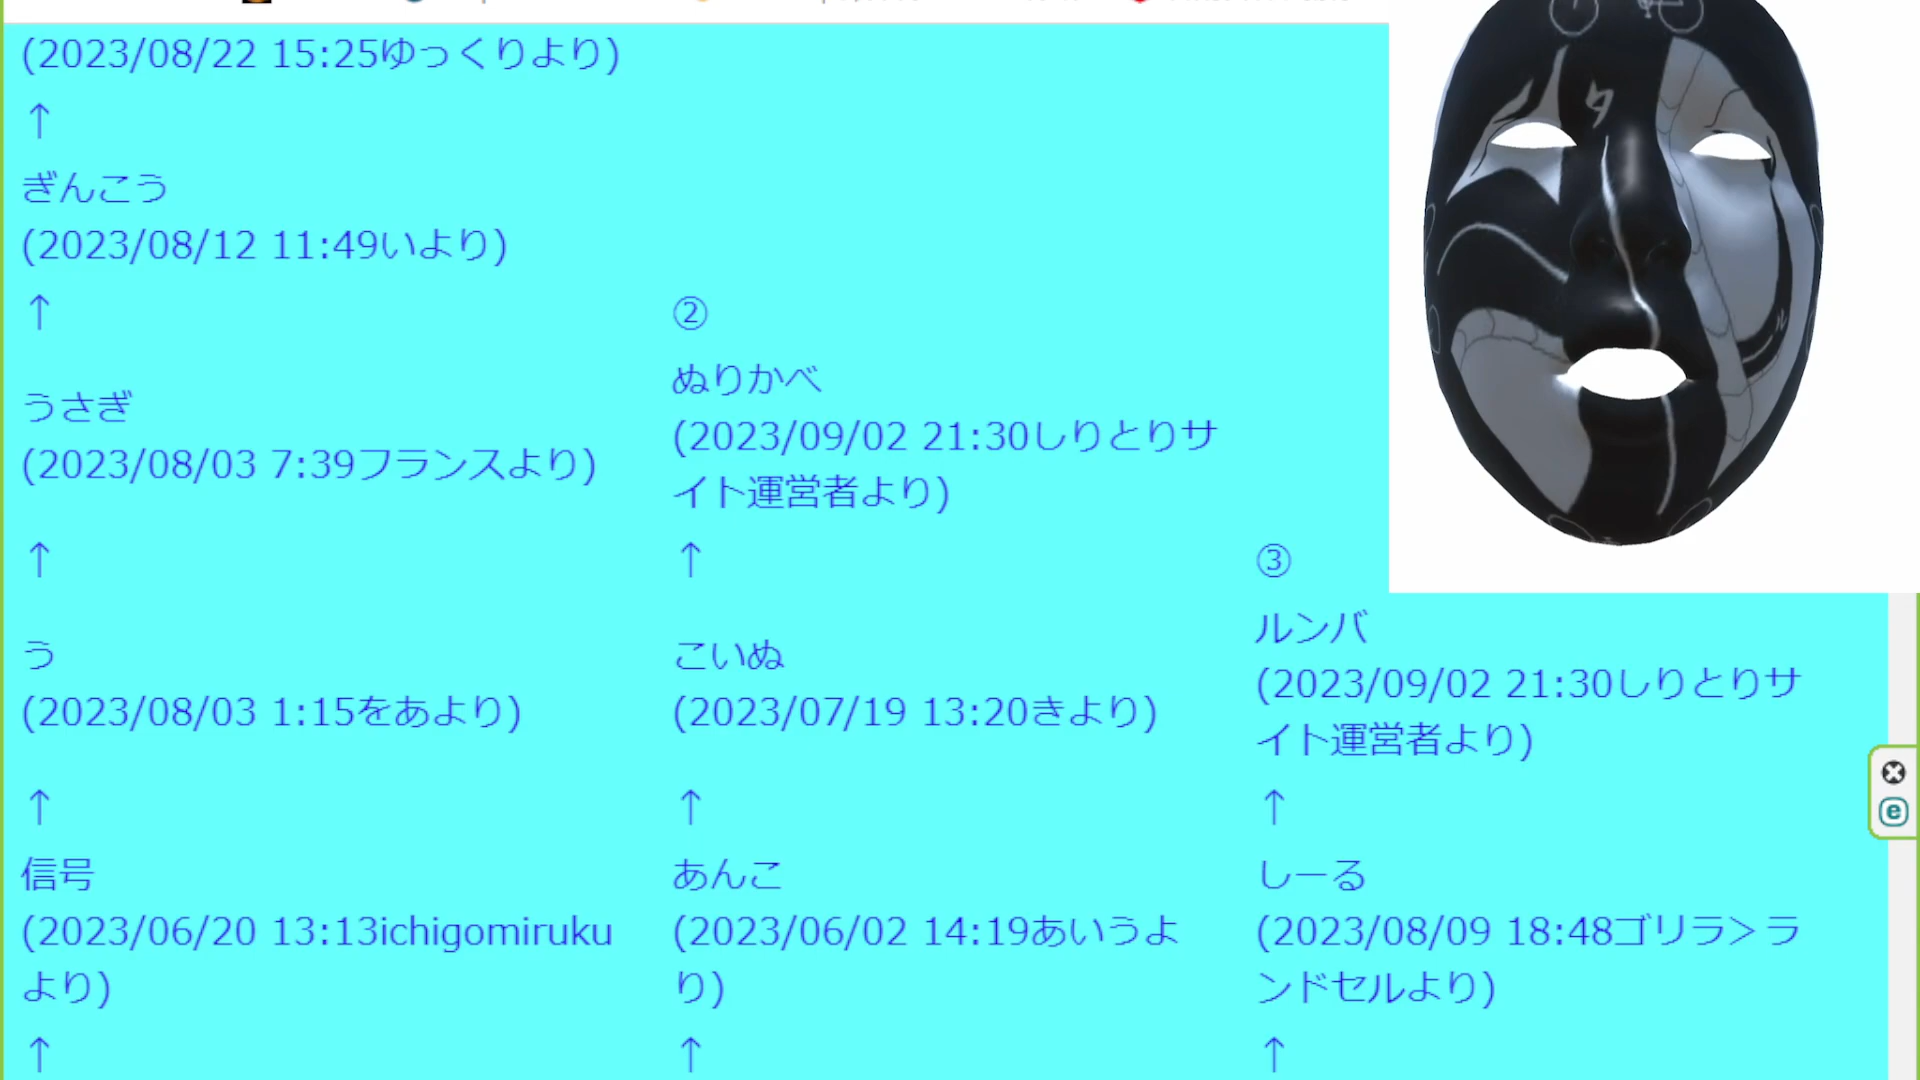 (2023/08/22 15:25ゆっくりより)
↑
ぎんこう
(2023/08/12 11:49いより)
↑
うさぎ
(2023/08/03 7:39フランスより)
↑
う
(2023/08/03 1:15をあより)
↑
信号
(2023/06/20 13:13ichigomiruku
より)
↑
②
ぬりかべ
(2023/09/02 21:30しりとりサ
イト運営者より)
↑
こいぬ
(2023/07/19 13:20きより)
↑
あんこ
(2023/06/02 14:19あいうよ
り)
↑
③
ルンバ
(2023/09/02 21:30しりとりサ
イト運営者より)
↑
しーる
(2023/08/09 18:48ゴリラ＞ラ
ンドセルより)
↑
タ
ル
e